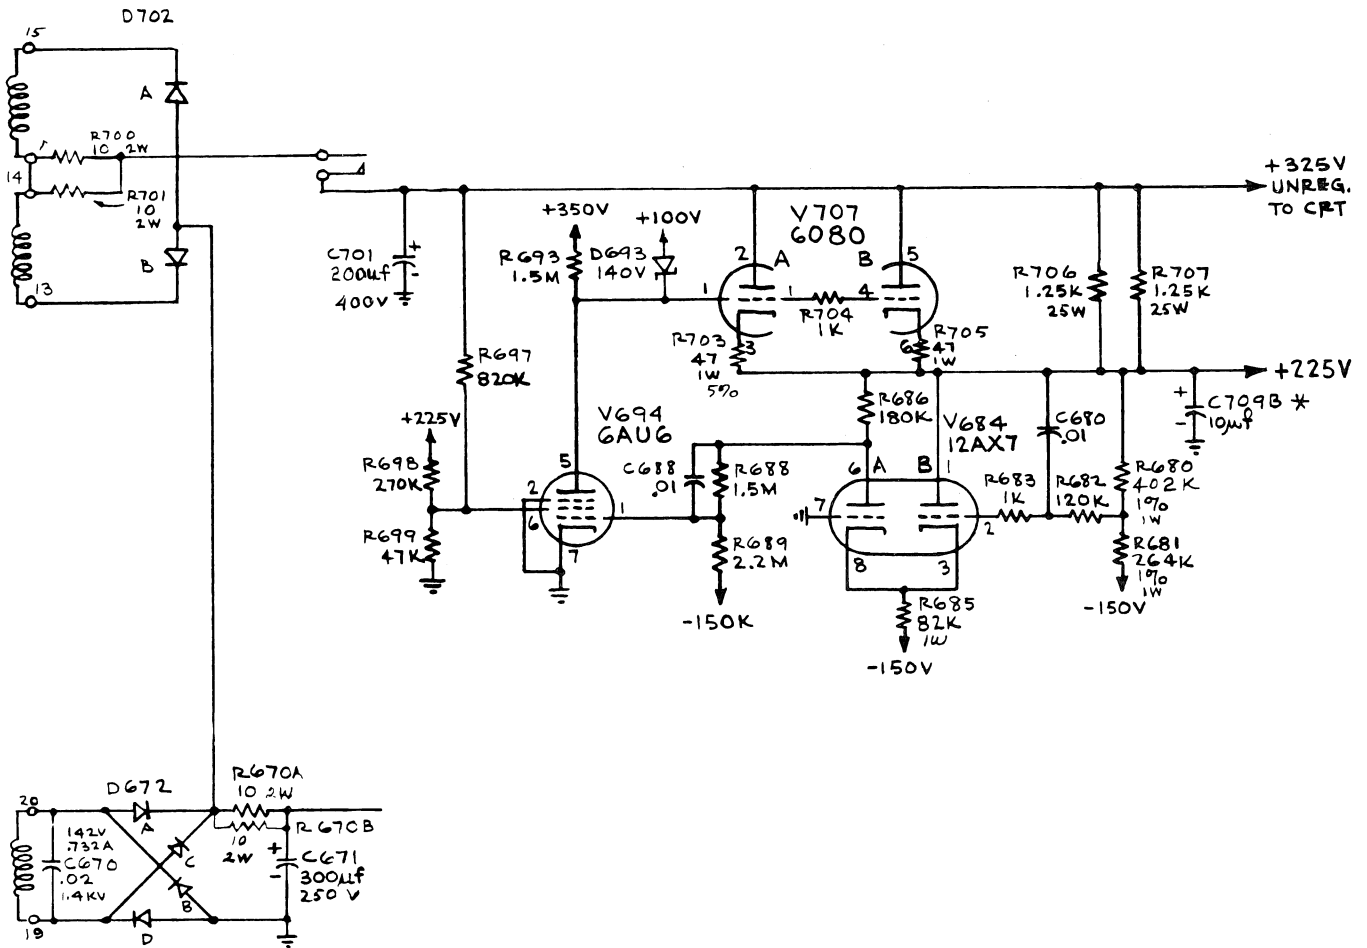 D702
15
A
R700
10 2W
14
R701
10
2W
B
13
+325V
UNREG.
TO CRT
C701
200µf
400V
+
-
R697
820K
+350V
R693
1.5M
+100V
D693
140V
V707
6080
2
A
B
5
1
1
4
R704
1K
R703
47
1W
5%
3
6
R705
47
1W
R706
1.25K
25W
R707
1.25K
25W
+225V
+
-
C709B *
10µf
+225V
R698
270K
R699
47K
V694
6AU6
5
2
6
7
1
C688
.01
R688
1.5M
R689
2.2M
-150K
R686
180K
V684
12AX7
6
A
B
1
7
8
3
2
R685
82K
1W
-150V
R683
1K
C680
.01
R682
120K
R680
402K
1%
1W
R681
264K
1%
1W
-150V
D672
20
A
C
B
D
19
142V
.732A
C670
.02
1.4KV
R670A
10 2W
R670B
10
2W
+
-
C671
300µf
250V